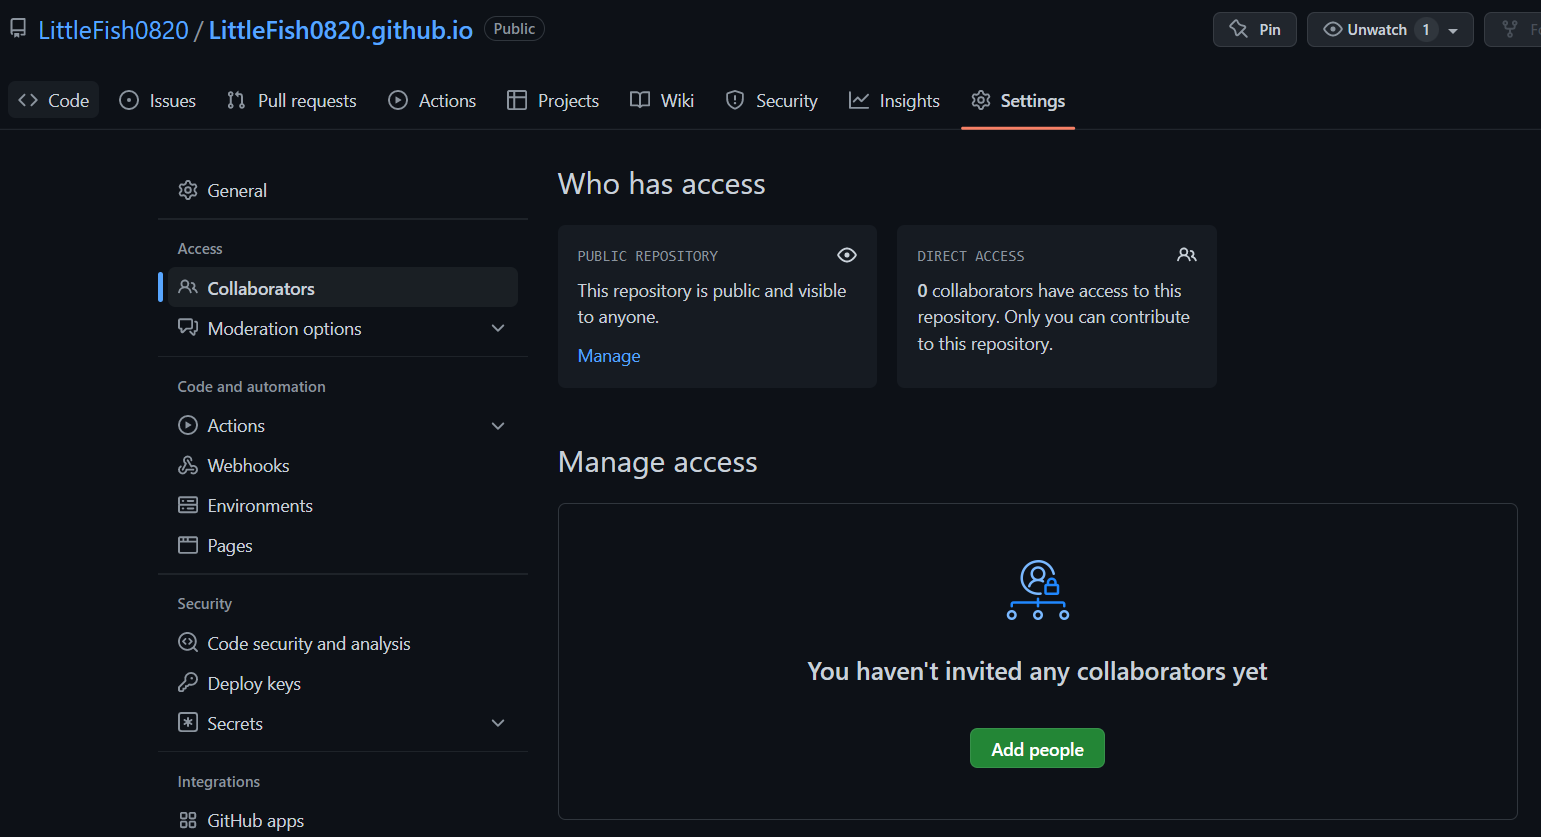 LittleFish0820 / LittleFish0820.github.io Public
Pin Unwatch 1
Code Issues Pull requests Actions Projects Wiki Security Insights Settings
General
Access
Collaborators
Moderation options
Code and automation
Actions
Webhooks
Environments
Pages
Security
Code security and analysis
Deploy keys
Secrets
Integrations
GitHub apps
Who has access
PUBLIC REPOSITORY
This repository is public and visible
to anyone.
Manage
DIRECT ACCESS
0 collaborators have access to this
repository. Only you can contribute
to this repository.
Manage access
You haven't invited any collaborators yet
Add people